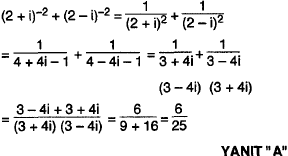 (2 + i)⁻² + (2 – i)⁻² = 1/(2 + i)² + 1/(2 – i)²
= 1/(4 + 4i – 1) + 1/(4 – 4i – 1) = 1/(3 + 4i) + 1/(3 – 4i)
(3 – 4i) (3 + 4i)
= (3 – 4i + 3 + 4i)/((3 + 4i) (3 – 4i)) = 6/(9 + 16) = 6/25
YANIT "A"